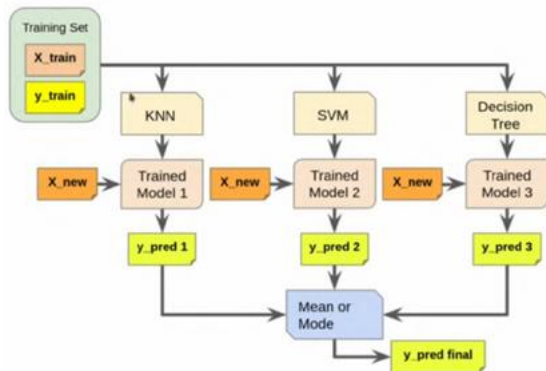 Training Set
X_train
y_train
KNN
SVM
Decision
Tree
X_new
Trained
Model 1
X_new
Trained
Model 2
X_new
Trained
Model 3
y_pred 1
y_pred 2
y_pred 3
Mean or
Mode
y_pred final